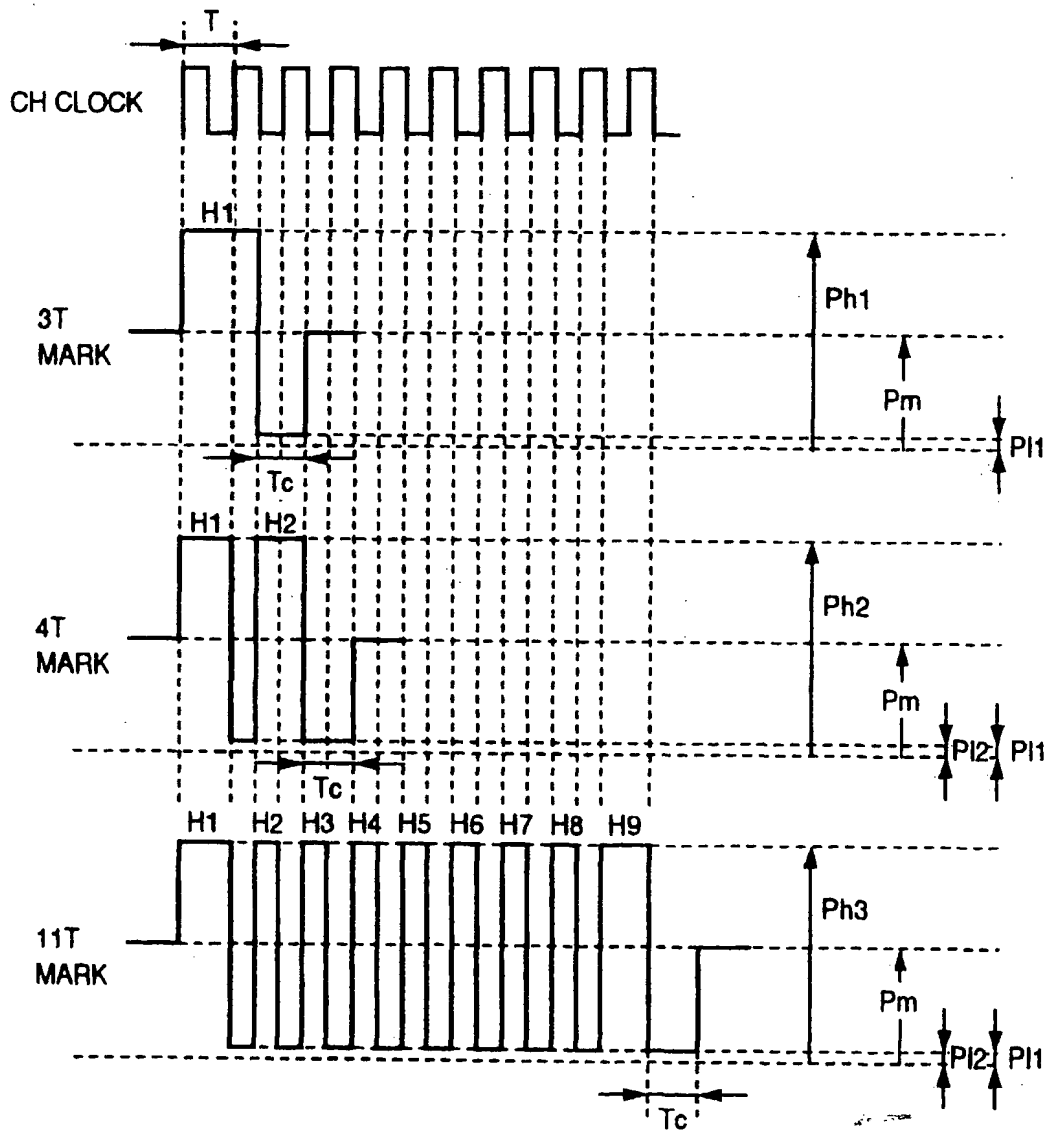 T
CH CLOCK
H1
3T
MARK
Ph1
Pm
Pl1
Tc
H1 H2
4T
MARK
Ph2
Pm
Pl2 Pl1
Tc
H1 H2 H3 H4 H5 H6 H7 H8 H9
11T
MARK
Ph3
Pm
Pl2 Pl1
Tc